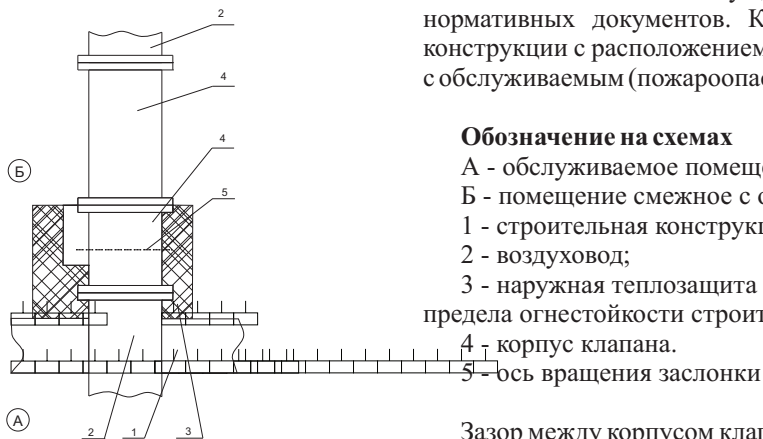 нормативных документов. К
конструкции с расположением
с обслуживаемым (пожароопас
Обозначение на схемах
А - обслуживаемое помеще
Б - помещение смежное с о
1 - строительная конструкц
2 - воздуховод;
3 - наружная теплозащита
предела огнестойкости строит
4 - корпус клапана.
5 - ось вращения заслонки
Зазор между корпусом клап
2
4
4
Б
5
А
2
1
3